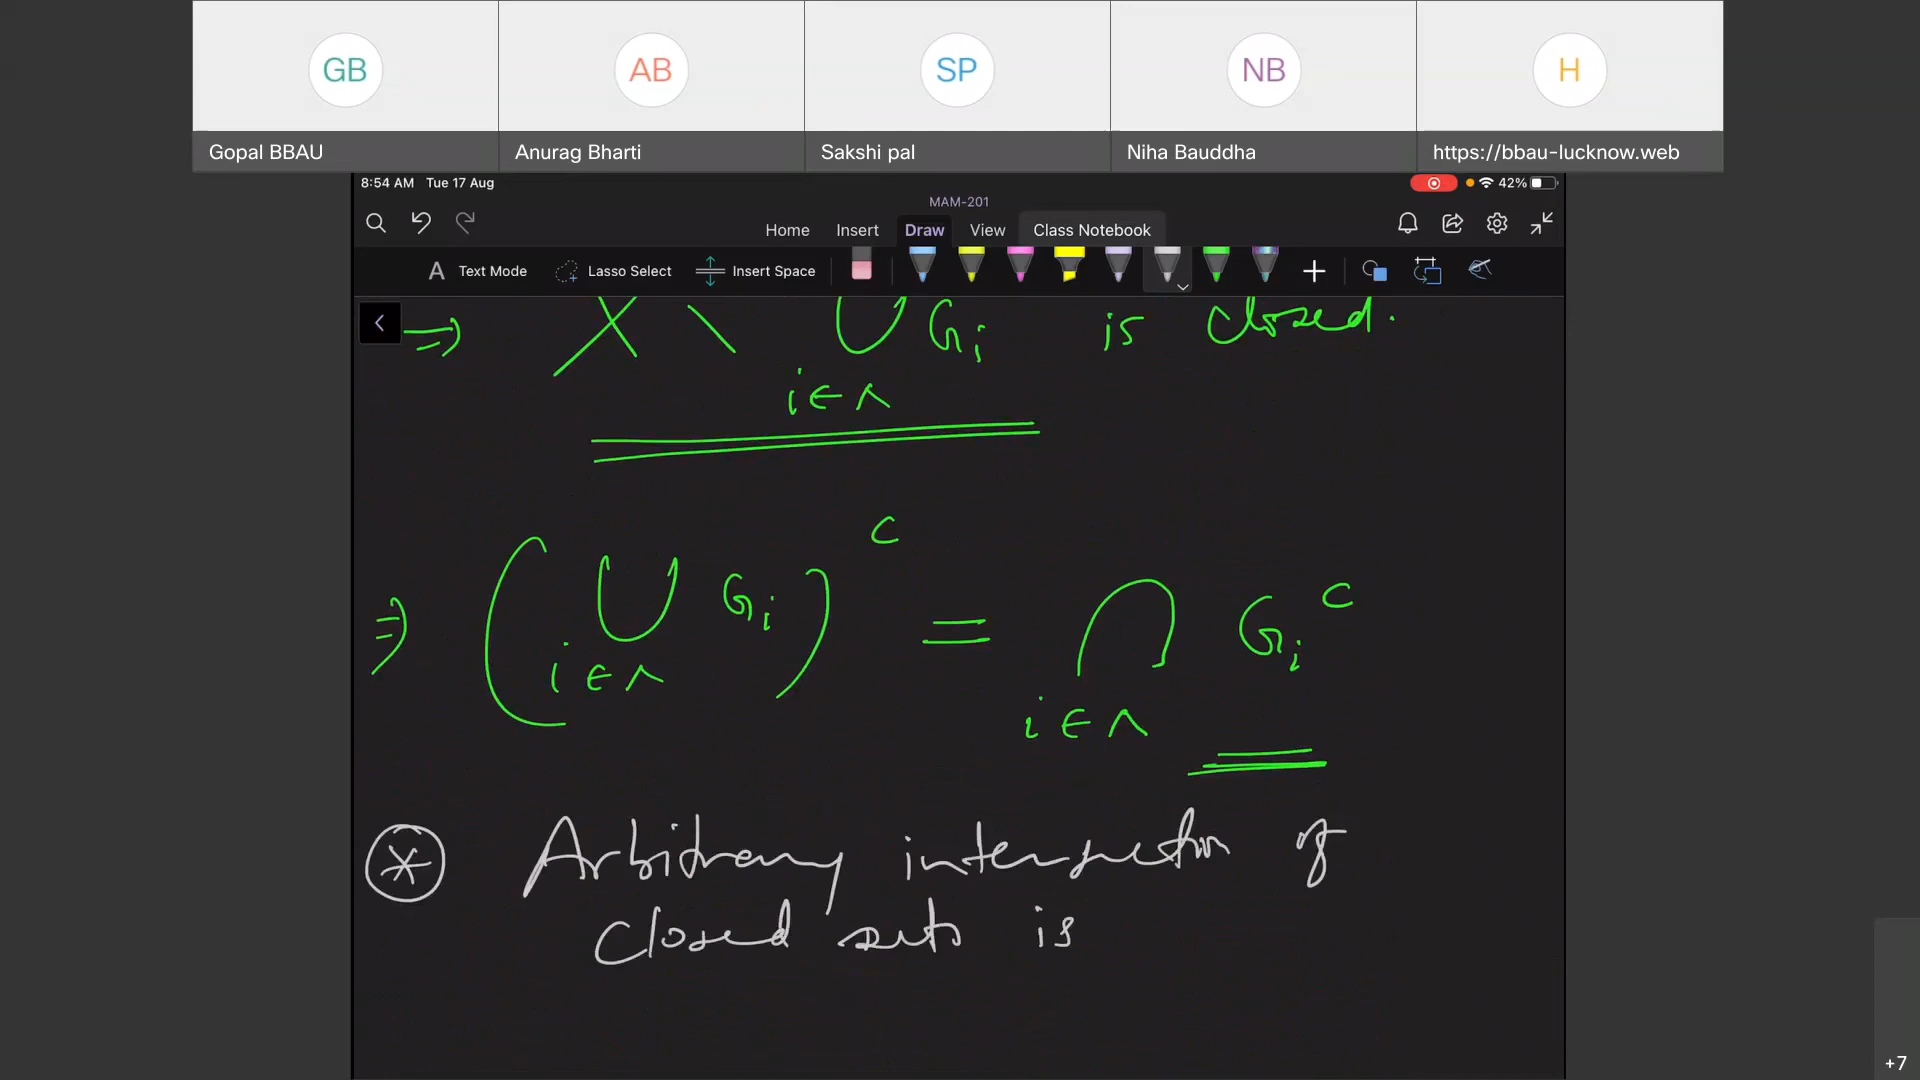 GB AB SP NB H
Gopal BBAU Anurag Bharti Sakshi pal Niha Bauddha https://bbau-lucknow.web
8:54 AM Tue 17 Aug 42%
MAM-201
Home Insert Draw View Class Notebook
A Text Mode Lasso Select Insert Space
⇒ X \ ⋃ Gi is closed.
i ∈ Λ
⇒ ( ⋃ Gi )^c = ⋂ Gi^c
i ∈ Λ i ∈ Λ
⊛ Arbitrary intersection of
closed sets is
+7